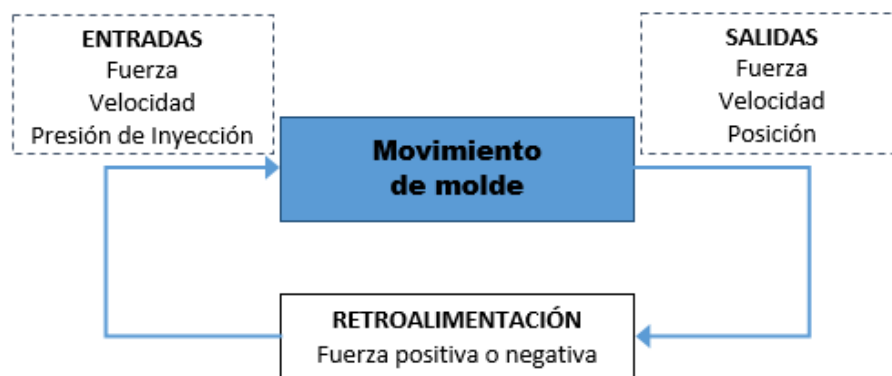 ENTRADAS
Fuerza
Velocidad
Presión de Inyección
SALIDAS
Fuerza
Velocidad
Posición
Movimiento
de molde
RETROALIMENTACIÓN
Fuerza positiva o negativa